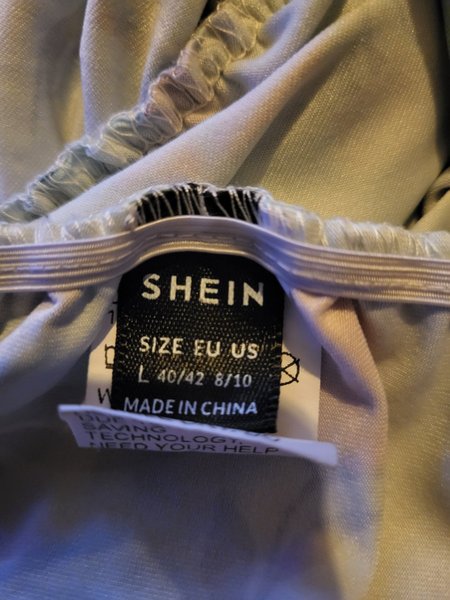 SHEIN
SIZE EU US
L 40/42 8/10
MADE IN CHINA
W
SAVING
TECHNOLOGY,
NEED YOUR HELP